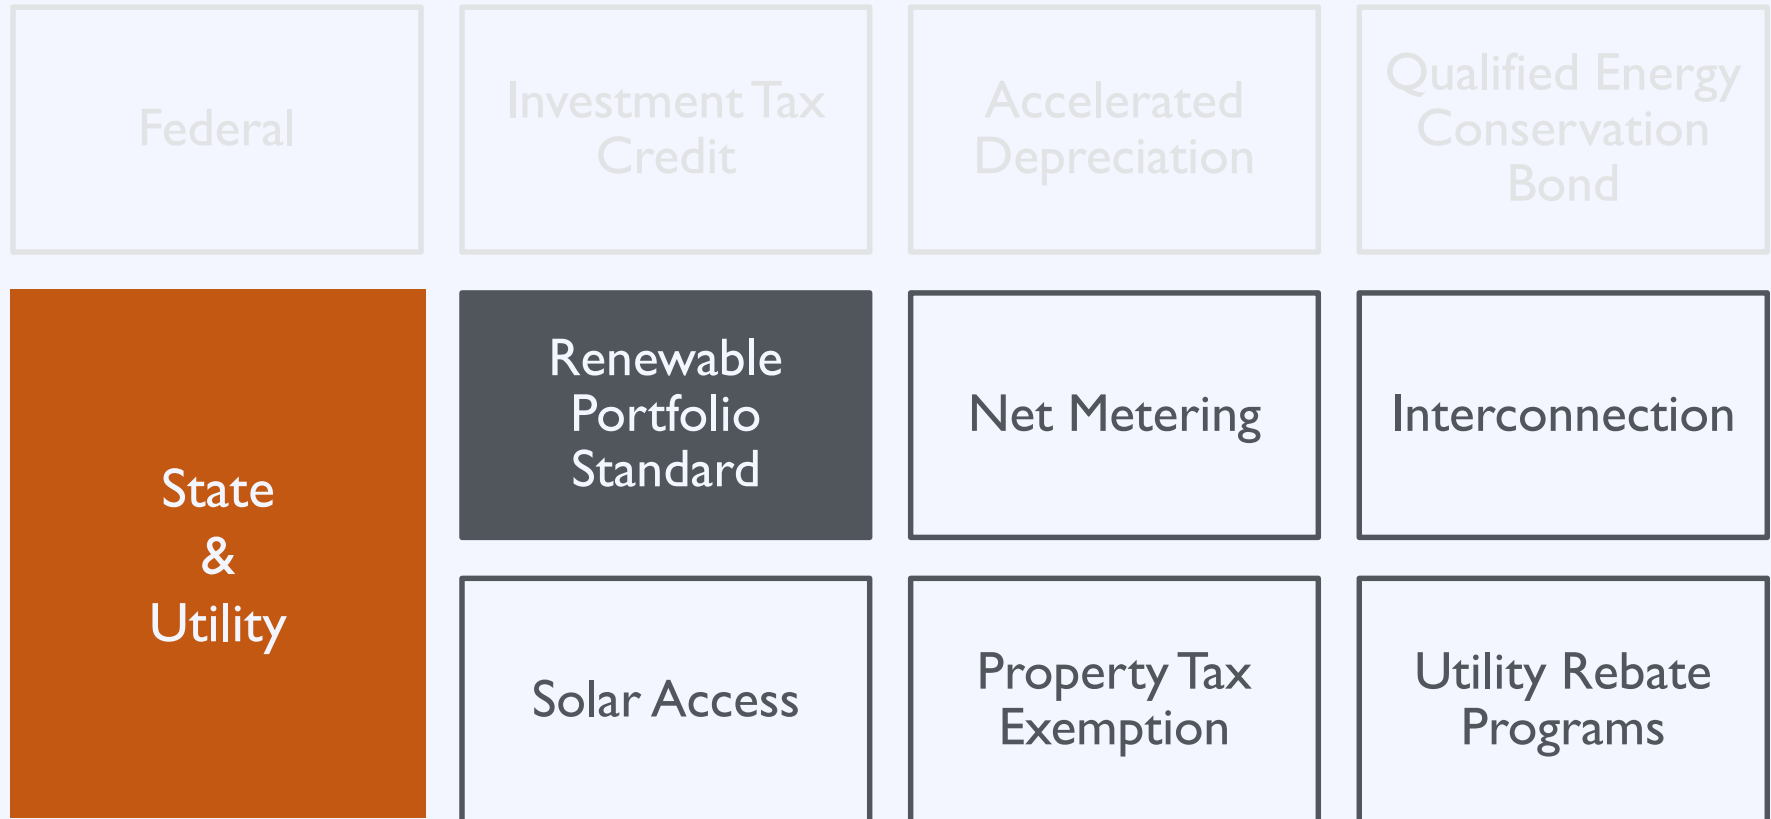 Federal
Investment Tax
Credit
Accelerated
Depreciation
Qualified Energy
Conservation
Bond
State
&
Utility
Renewable
Portfolio
Standard
Net Metering
Interconnection
Solar Access
Property Tax
Exemption
Utility Rebate
Programs